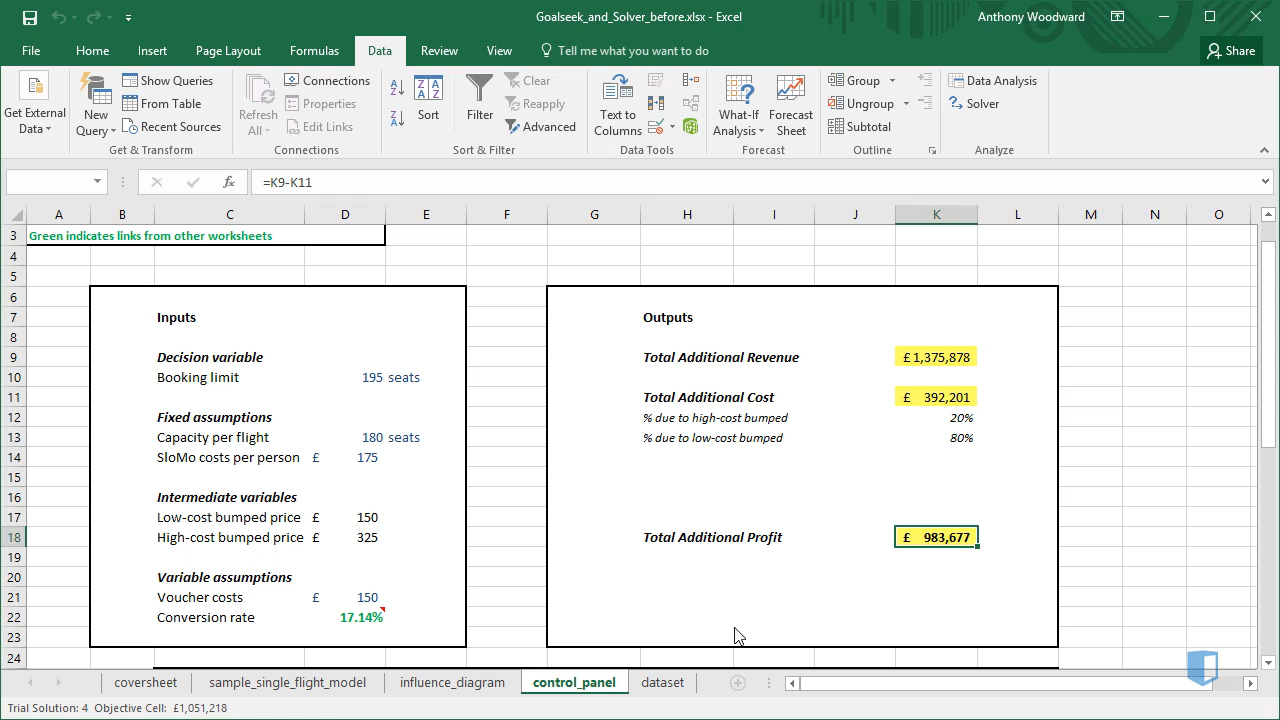 Goalseek_and_Solver_before.xlsx - Excel
Anthony Woodward
File Home Insert Page Layout Formulas Data Review View Tell me what you want to do Share
Get External Data
New Query
Show Queries
From Table
Recent Sources
Get & Transform
Refresh All
Connections
Properties
Edit Links
Connections
Sort
Filter
Clear
Reapply
Advanced
Sort & Filter
Text to Columns
Data Tools
What-If Analysis
Forecast Sheet
Forecast
Group
Ungroup
Subtotal
Outline
Data Analysis
Solver
Analyze
fx =K9-K11
A B C D E F G H I J K L M N O
3 Green indicates links from other worksheets
4
5
6
7 Inputs Outputs
8
9 Decision variable Total Additional Revenue £ 1,375,878
10 Booking limit 195 seats
11 Total Additional Cost £ 392,201
12 Fixed assumptions % due to high-cost bumped 20%
13 Capacity per flight 180 seats % due to low-cost bumped 80%
14 SloMo costs per person £ 175
15
16 Intermediate variables
17 Low-cost bumped price £ 150
18 High-cost bumped price £ 325 Total Additional Profit £ 983,677
19
20 Variable assumptions
21 Voucher costs £ 150
22 Conversion rate 17.14%
23
24
coversheet sample_single_flight_model influence_diagram control_panel dataset
Trial Solution: 4 Objective Cell: £1,051,218